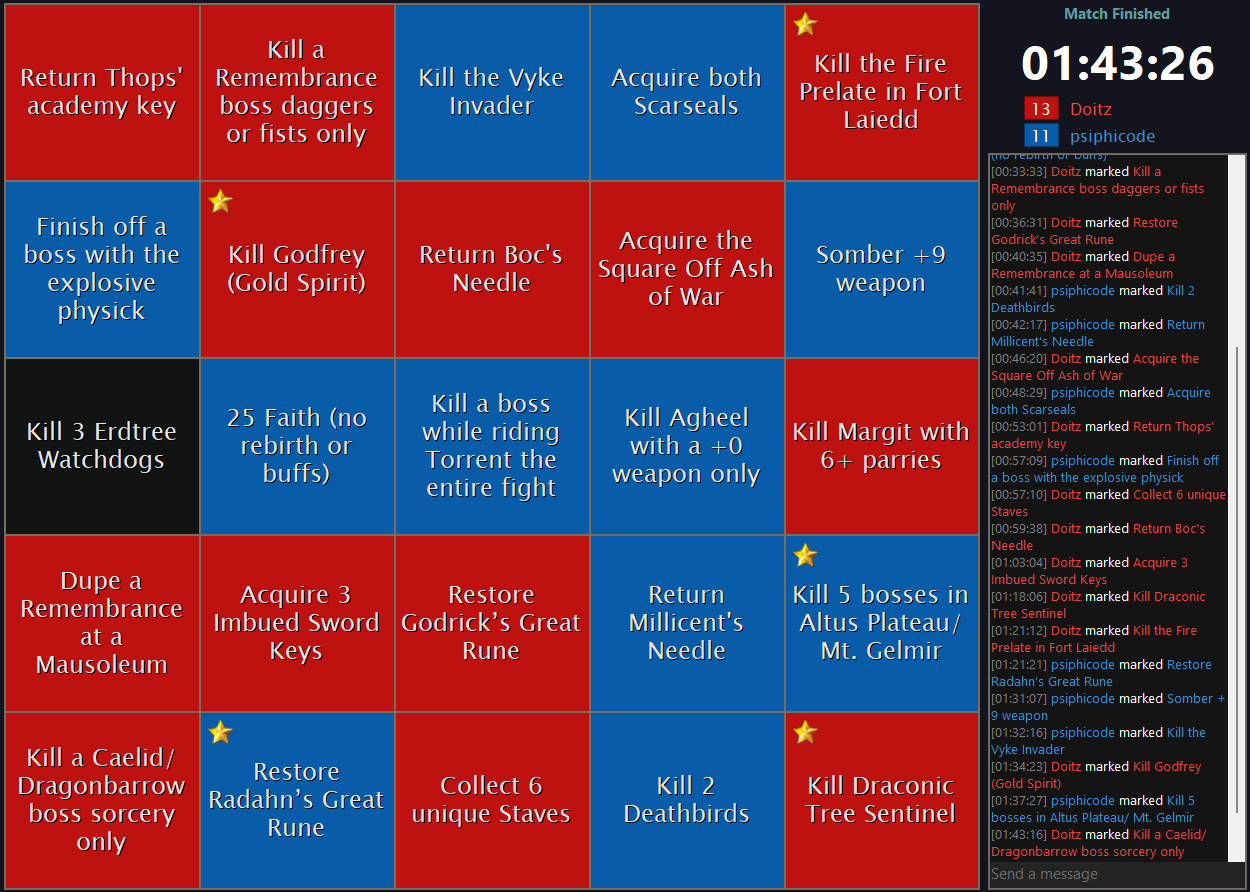 Return Thops'
academy key
Kill a
Remembrance
boss daggers
or fists only
Kill the Vyke
Invader
Acquire both
Scarseals
Kill the Fire
Prelate in Fort
Laiedd
Finish off a
boss with the
explosive
physick
Kill Godfrey
(Gold Spirit)
Return Boc's
Needle
Acquire the
Square Off Ash
of War
Somber +9
weapon
Kill 3 Erdtree
Watchdogs
25 Faith (no
rebirth or
buffs)
Kill a boss
while riding
Torrent the
entire fight
Kill Agheel
with a +0
weapon only
Kill Margit with
6+ parries
Dupe a
Remembrance
at a
Mausoleum
Acquire 3
Imbued Sword
Keys
Restore
Godrick’s Great
Rune
Return
Millicent's
Needle
Kill 5 bosses in
Altus Plateau/
Mt. Gelmir
Kill a Caelid/
Dragonbarrow
boss sorcery
only
Restore
Radahn’s Great
Rune
Collect 6
unique Staves
Kill 2
Deathbirds
Kill Draconic
Tree Sentinel
Match Finished
01:43:26
13 Doitz
11 psiphicode
(no rebirth or buffs)
[00:33:33] Doitz marked Kill a
Remembrance boss daggers or fists
only
[00:36:31] Doitz marked Restore
Godrick's Great Rune
[00:40:35] Doitz marked Dupe a
Remembrance at a Mausoleum
[00:41:41] psiphicode marked Kill 2
Deathbirds
[00:42:17] psiphicode marked Return
Millicent's Needle
[00:46:20] Doitz marked Acquire the
Square Off Ash of War
[00:48:29] psiphicode marked Acquire
both Scarseals
[00:53:01] Doitz marked Return Thops'
academy key
[00:57:09] psiphicode marked Finish off
a boss with the explosive physick
[00:57:10] Doitz marked Collect 6 unique
Staves
[00:59:38] Doitz marked Return Boc's
Needle
[01:03:04] Doitz marked Acquire 3
Imbued Sword Keys
[01:18:06] Doitz marked Kill Draconic
Tree Sentinel
[01:21:12] Doitz marked Kill the Fire
Prelate in Fort Laiedd
[01:21:21] psiphicode marked Restore
Radahn's Great Rune
[01:31:07] psiphicode marked Somber +
9 weapon
[01:32:16] psiphicode marked Kill the
Vyke Invader
[01:34:23] Doitz marked Kill Godfrey
(Gold Spirit)
[01:37:27] psiphicode marked Kill 5
bosses in Altus Plateau/ Mt. Gelmir
[01:43:16] Doitz marked Kill a Caelid/
Dragonbarrow boss sorcery only
Send a message